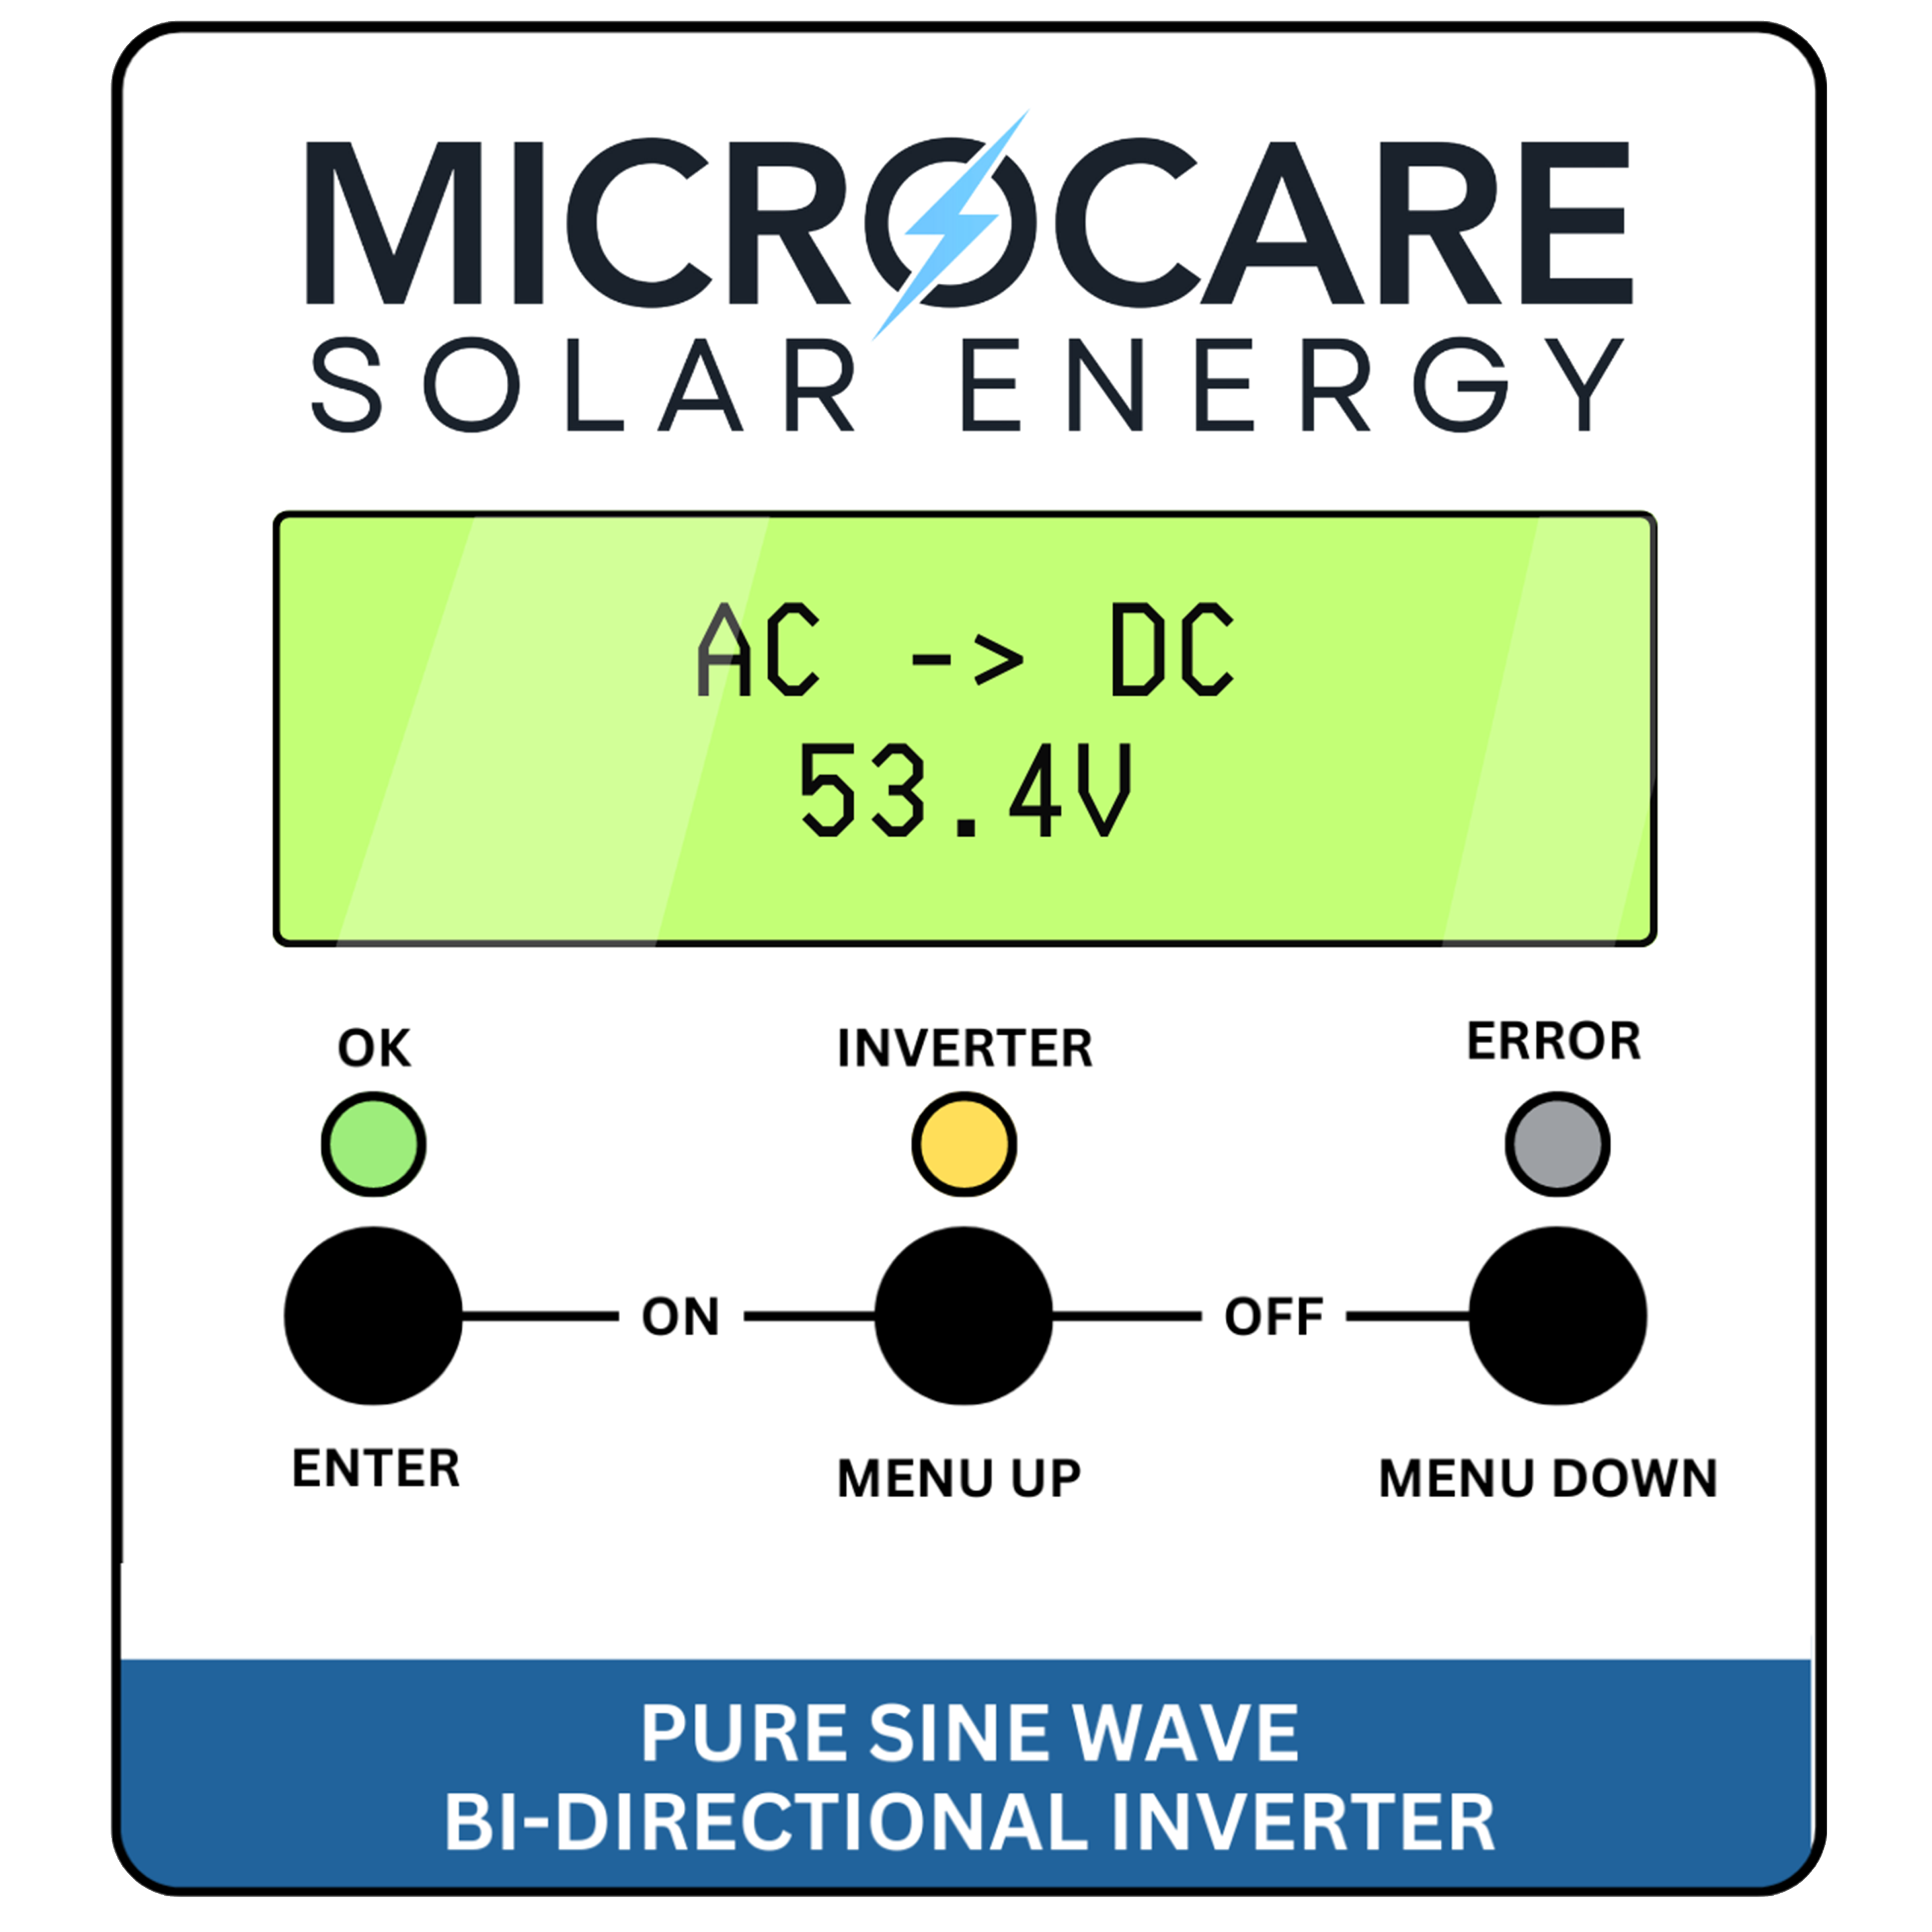 MICROCARE
SOLAR ENERGY
AC -> DC
53.4V
OK INVERTER ERROR
ON OFF
ENTER MENU UP MENU DOWN
PURE SINE WAVE
BI-DIRECTIONAL INVERTER